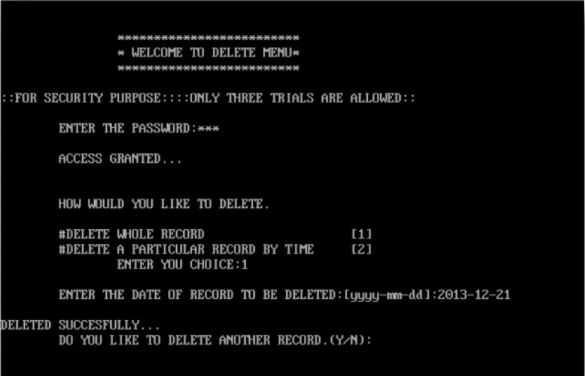 *************************
* WELCOME TO DELETE MENU*
*************************
::FOR SECURITY PURPOSE::::ONLY THREE TRIALS ARE ALLOWED::
ENTER THE PASSWORD:***
ACCESS GRANTED...
HOW WOULD YOU LIKE TO DELETE.
#DELETE WHOLE RECORD [1]
#DELETE A PARTICULAR RECORD BY TIME [2]
ENTER YOU CHOICE:1
ENTER THE DATE OF RECORD TO BE DELETED:[yyyy-mm-dd]:2013-12-21
DELETED SUCCESFULLY...
DO YOU LIKE TO DELETE ANOTHER RECORD.(Y/N):